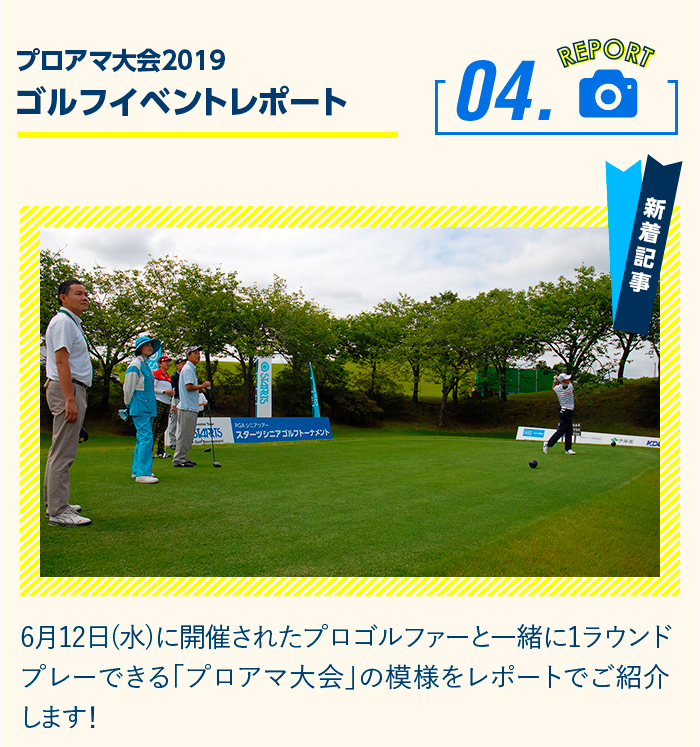 プロアマ大会2019
ゴルフイベントレポート
04.
REPORT
新着記事
STARTS
STARTS
PGA シニアツアー
スターツシニアゴルフトーナメント
伊藤園
6月12日(水)に開催されたプロゴルファーと一緒に1ラウンド
プレーできる「プロアマ大会」の模様をレポートでご紹介
します!